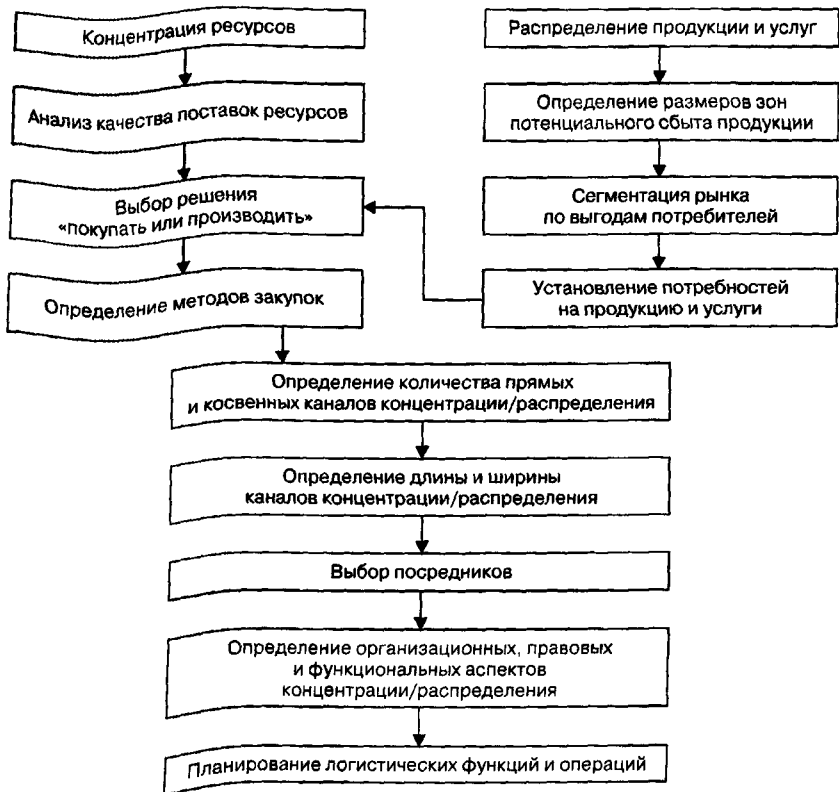 Концентрация ресурсов
Анализ качества поставок ресурсов
Выбор решения
«покупать или производить»
Определение методов закупок
Распределение продукции и услуг
Определение размеров зон
потенциального сбыта продукции
Сегментация рынка
по выгодам потребителей
Установление потребностей
на продукцию и услуги
Определение количества прямых
и косвенных каналов концентрации/распределения
Определение длины и ширины
каналов концентрации/распределения
Выбор посредников
Определение организационных, правовых
и функциональных аспектов
концентрации/распределения
Планирование логистических функций и операций